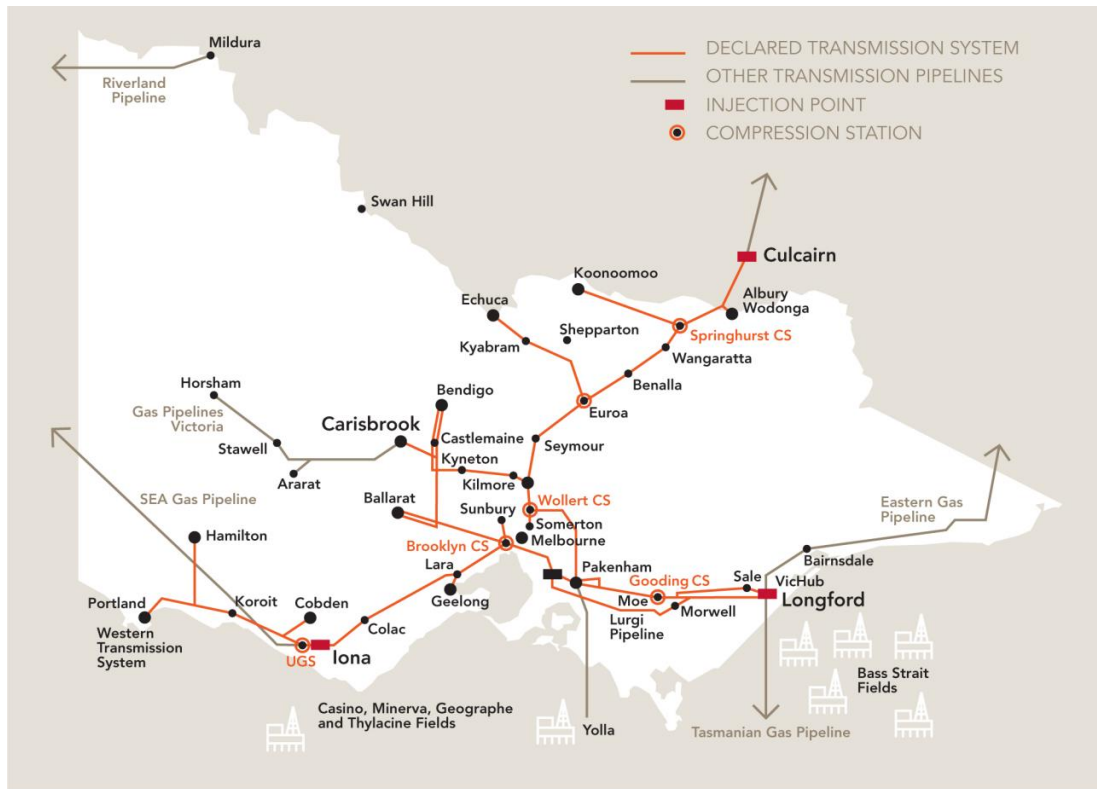 Mildura
Riverland
Pipeline
DECLARED TRANSMISSION SYSTEM
OTHER TRANSMISSION PIPELINES
INJECTION POINT
COMPRESSION STATION
Swan Hill
Culcairn
Koonoomoo
Albury
Wodonga
Echuca
Shepparton
Springhurst CS
Kyabram
Wangaratta
Benalla
Horsham
Bendigo
Euroa
Gas Pipelines
Victoria
Carisbrook
Castlemaine
Seymour
Stawell
Kyneton
Kilmore
Ararat
SEA Gas Pipeline
Ballarat
Sunbury
Wollert CS
Eastern Gas
Pipeline
Somerton
Melbourne
Hamilton
Brooklyn CS
Bairnsdale
Lara
Pakenham
Gooding CS
Sale
VicHub
Longford
Geelong
Moe
Morwell
Portland
Koroit
Cobden
Lurgi
Pipeline
Colac
Western
Transmission
System
UGS
Iona
Bass Strait
Fields
Casino, Minerva, Geographe
and Thylacine Fields
Yolla
Tasmanian Gas Pipeline